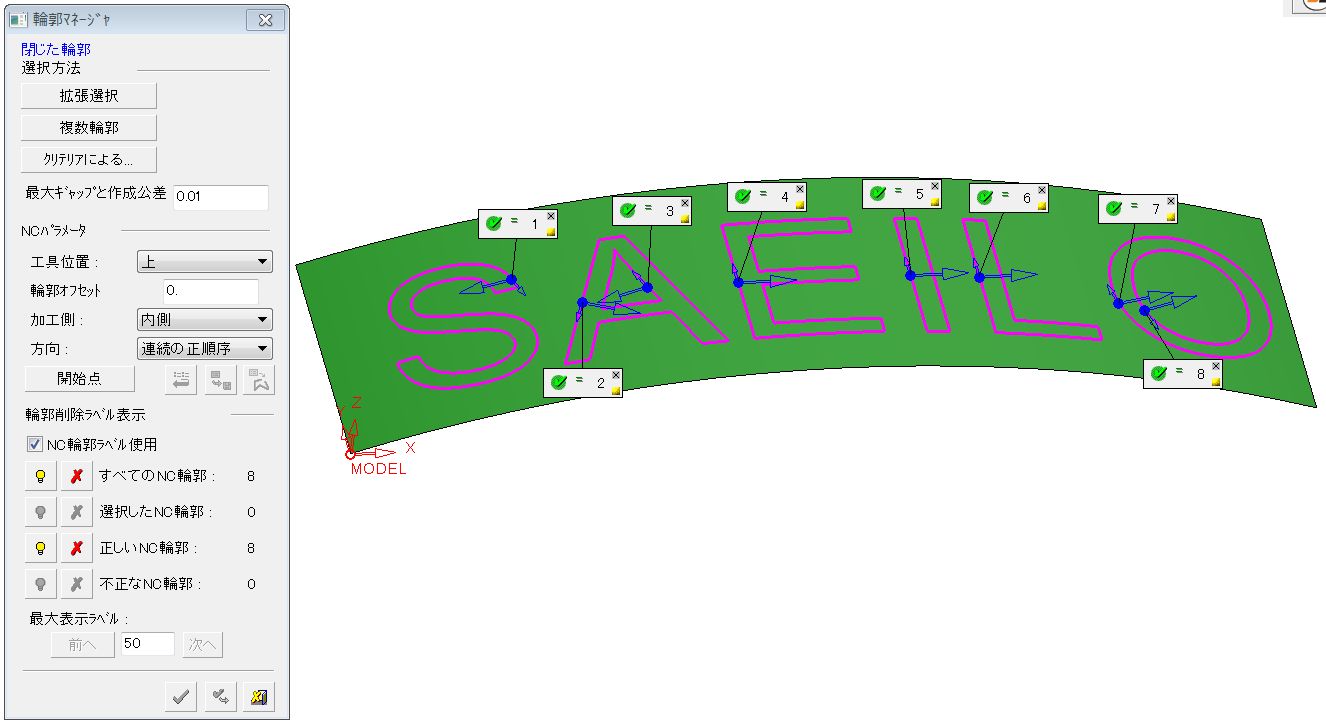 輪郭ﾏﾈｰｼﾞｬ
閉じた輪郭
選択方法
拡張選択
複数輪郭
ｸﾘﾃﾘｱによる...
最大ｷﾞｬｯﾌﾟと作成公差 0.01
NCﾊﾟﾗﾒｰﾀ
工具位置 : 上
輪郭ｵﾌｾｯﾄ 0.
加工側 : 内側
方向 : 連続の正順序
開始点
輪郭削除ﾗﾍﾞﾙ表示
NC輪郭ﾗﾍﾞﾙ使用
すべてのNC輪郭 : 8
選択したNC輪郭 : 0
正しいNC輪郭 : 8
不正なNC輪郭 : 0
最大表示ﾗﾍﾞﾙ :
前へ 50 次へ
= 1
= 2
= 3
= 4
= 5
= 6
= 7
= 8
SAEILO
Z
Y
X
MODEL